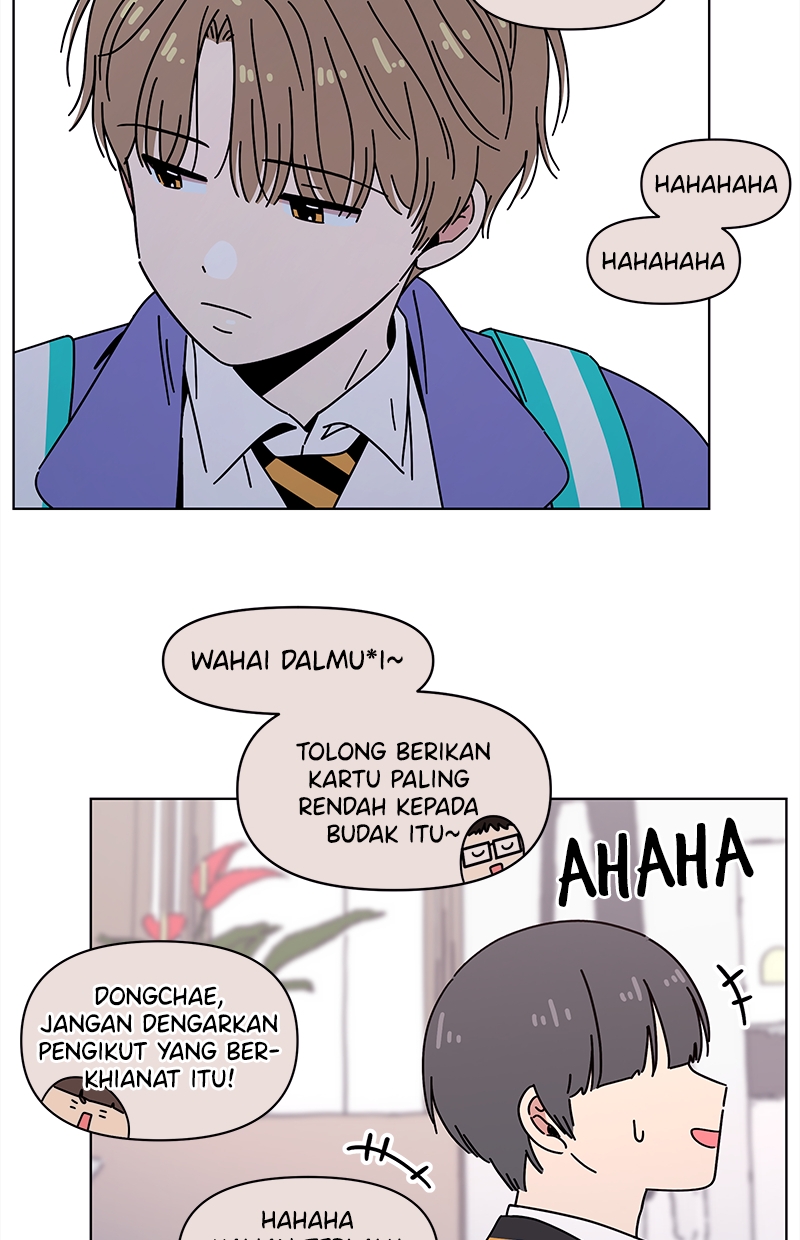 HAHAHAHA
HAHAHAHA
WAHAI DALMU*I~
TOLONG BERIKAN
KARTU PALING
RENDAH KEPADA
BUDAK ITU~
AHAHA
DONGCHAE,
JANGAN DENGARKAN
PENGIKUT YANG BER-
KHIANAT ITU!
HAHAHA